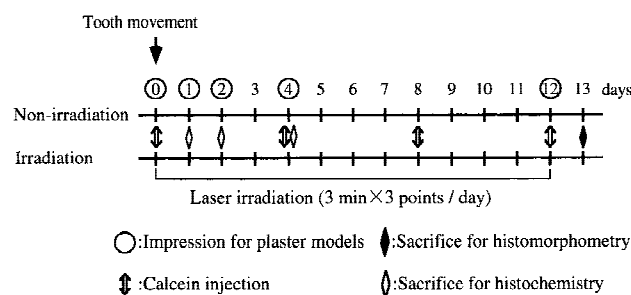 Tooth movement
0 1 2 3 4 5 6 7 8 9 10 11 12 13 days
Non-irradiation
Irradiation
Laser irradiation (3 min×3 points / day)
:Impression for plaster models :Sacrifice for histomorphometry
:Calcein injection :Sacrifice for histochemistry